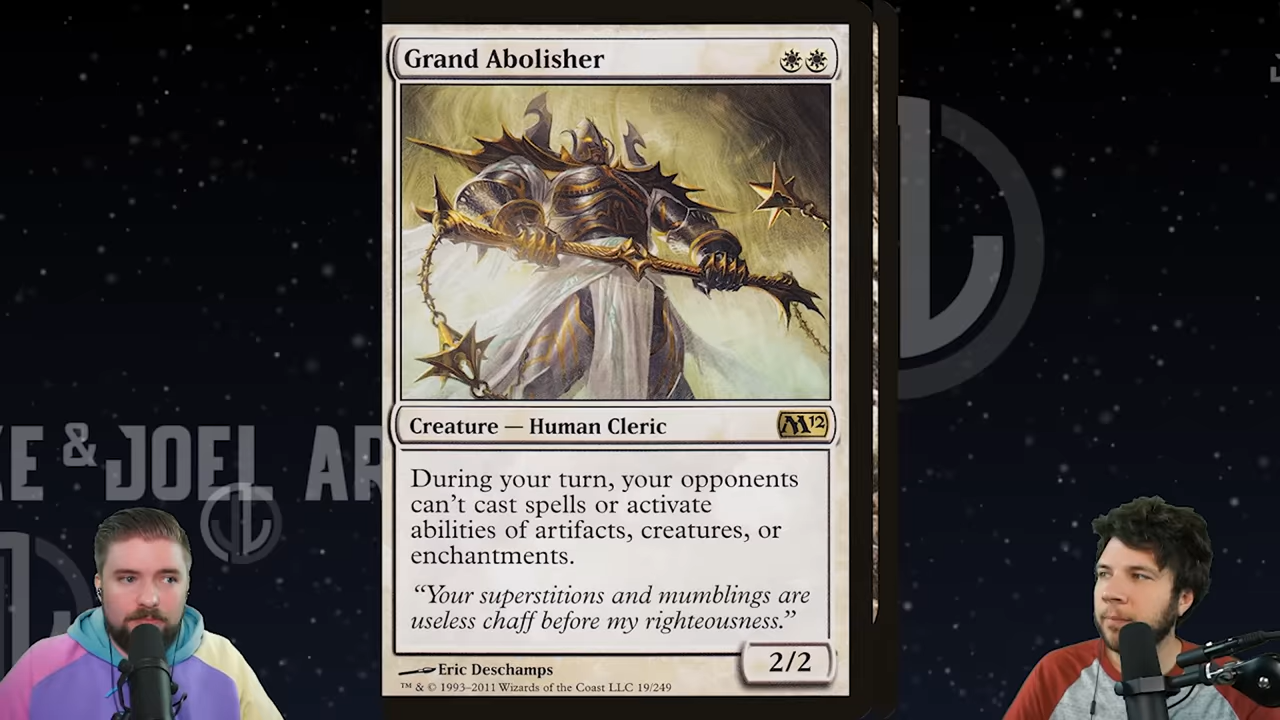 Grand Abolisher
KE & JOEL AR
Creature — Human Cleric
M12
During your turn, your opponents
can't cast spells or activate
abilities of artifacts, creatures, or
enchantments.
“Your superstitions and mumblings are
useless chaff before my righteousness.”
2/2
Eric Deschamps
™ & © 1993–2011 Wizards of the Coast LLC 19/249